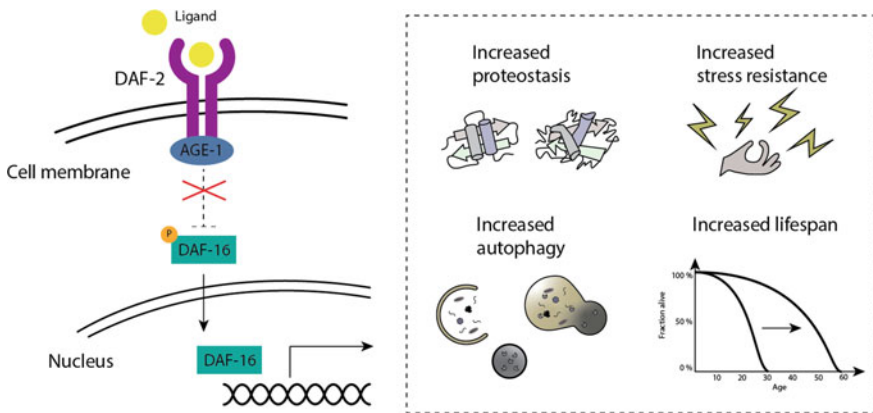 Ligand
DAF-2
AGE-1
Cell membrane
P
DAF-16
Nucleus
DAF-16
Increased
proteostasis
Increased
stress resistance
Increased
autophagy
Increased lifespan
Fraction alive
100 %
50 %
0 %
10 20 30 40 50 60
Age